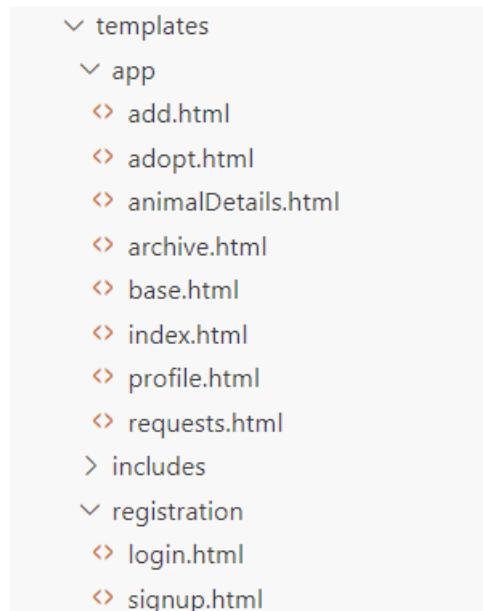 templates
app
add.html
adopt.html
animalDetails.html
archive.html
base.html
index.html
profile.html
requests.html
includes
registration
login.html
signup.html